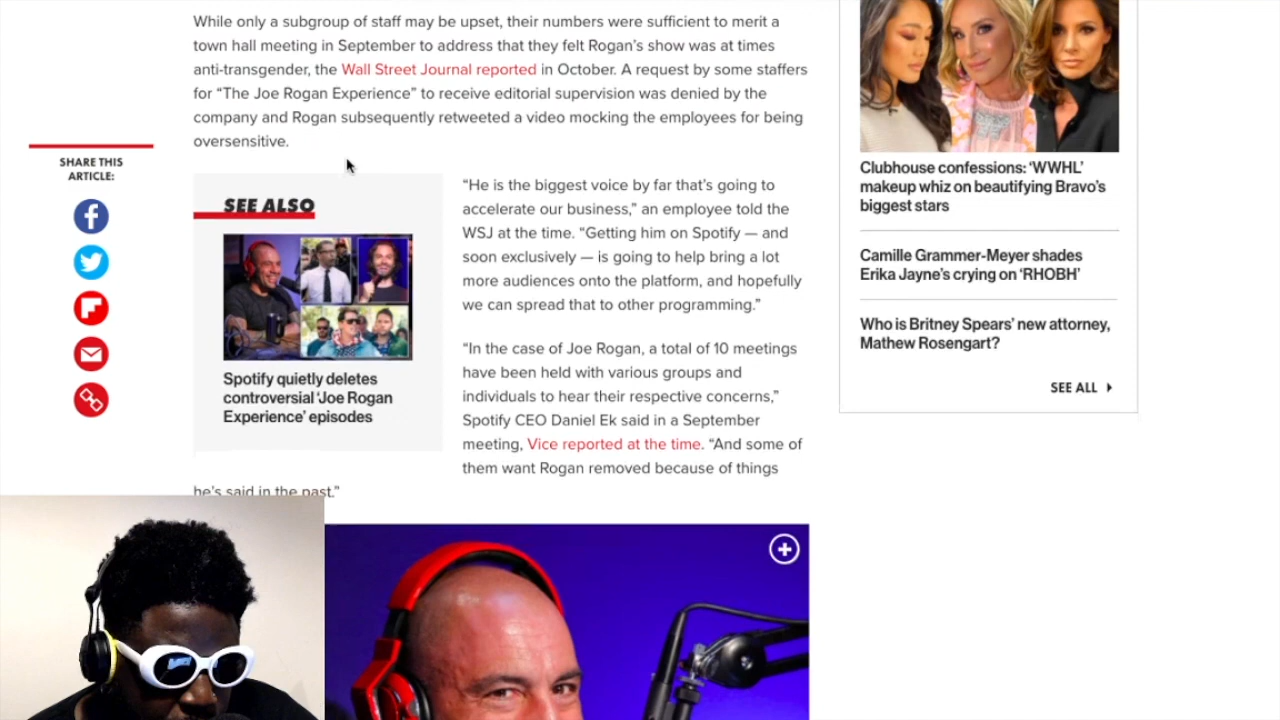 While only a subgroup of staff may be upset, their numbers were sufficient to merit a
town hall meeting in September to address that they felt Rogan’s show was at times
anti-transgender, the Wall Street Journal reported in October. A request by some staffers
for “The Joe Rogan Experience” to receive editorial supervision was denied by the
company and Rogan subsequently retweeted a video mocking the employees for being
oversensitive.
SHARE THIS
ARTICLE:
SEE ALSO
Spotify quietly deletes
controversial ‘Joe Rogan
Experience’ episodes
“He is the biggest voice by far that’s going to
accelerate our business,” an employee told the
WSJ at the time. “Getting him on Spotify — and
soon exclusively — is going to help bring a lot
more audiences onto the platform, and hopefully
we can spread that to other programming.”
“In the case of Joe Rogan, a total of 10 meetings
have been held with various groups and
individuals to hear their respective concerns,”
Spotify CEO Daniel Ek said in a September
meeting, Vice reported at the time. “And some of
them want Rogan removed because of things
he’s said in the past.”
Clubhouse confessions: ‘WWHL’
makeup whiz on beautifying Bravo’s
biggest stars
Camille Grammer-Meyer shades
Erika Jayne’s crying on ‘RHOBH’
Who is Britney Spears’ new attorney,
Mathew Rosengart?
SEE ALL